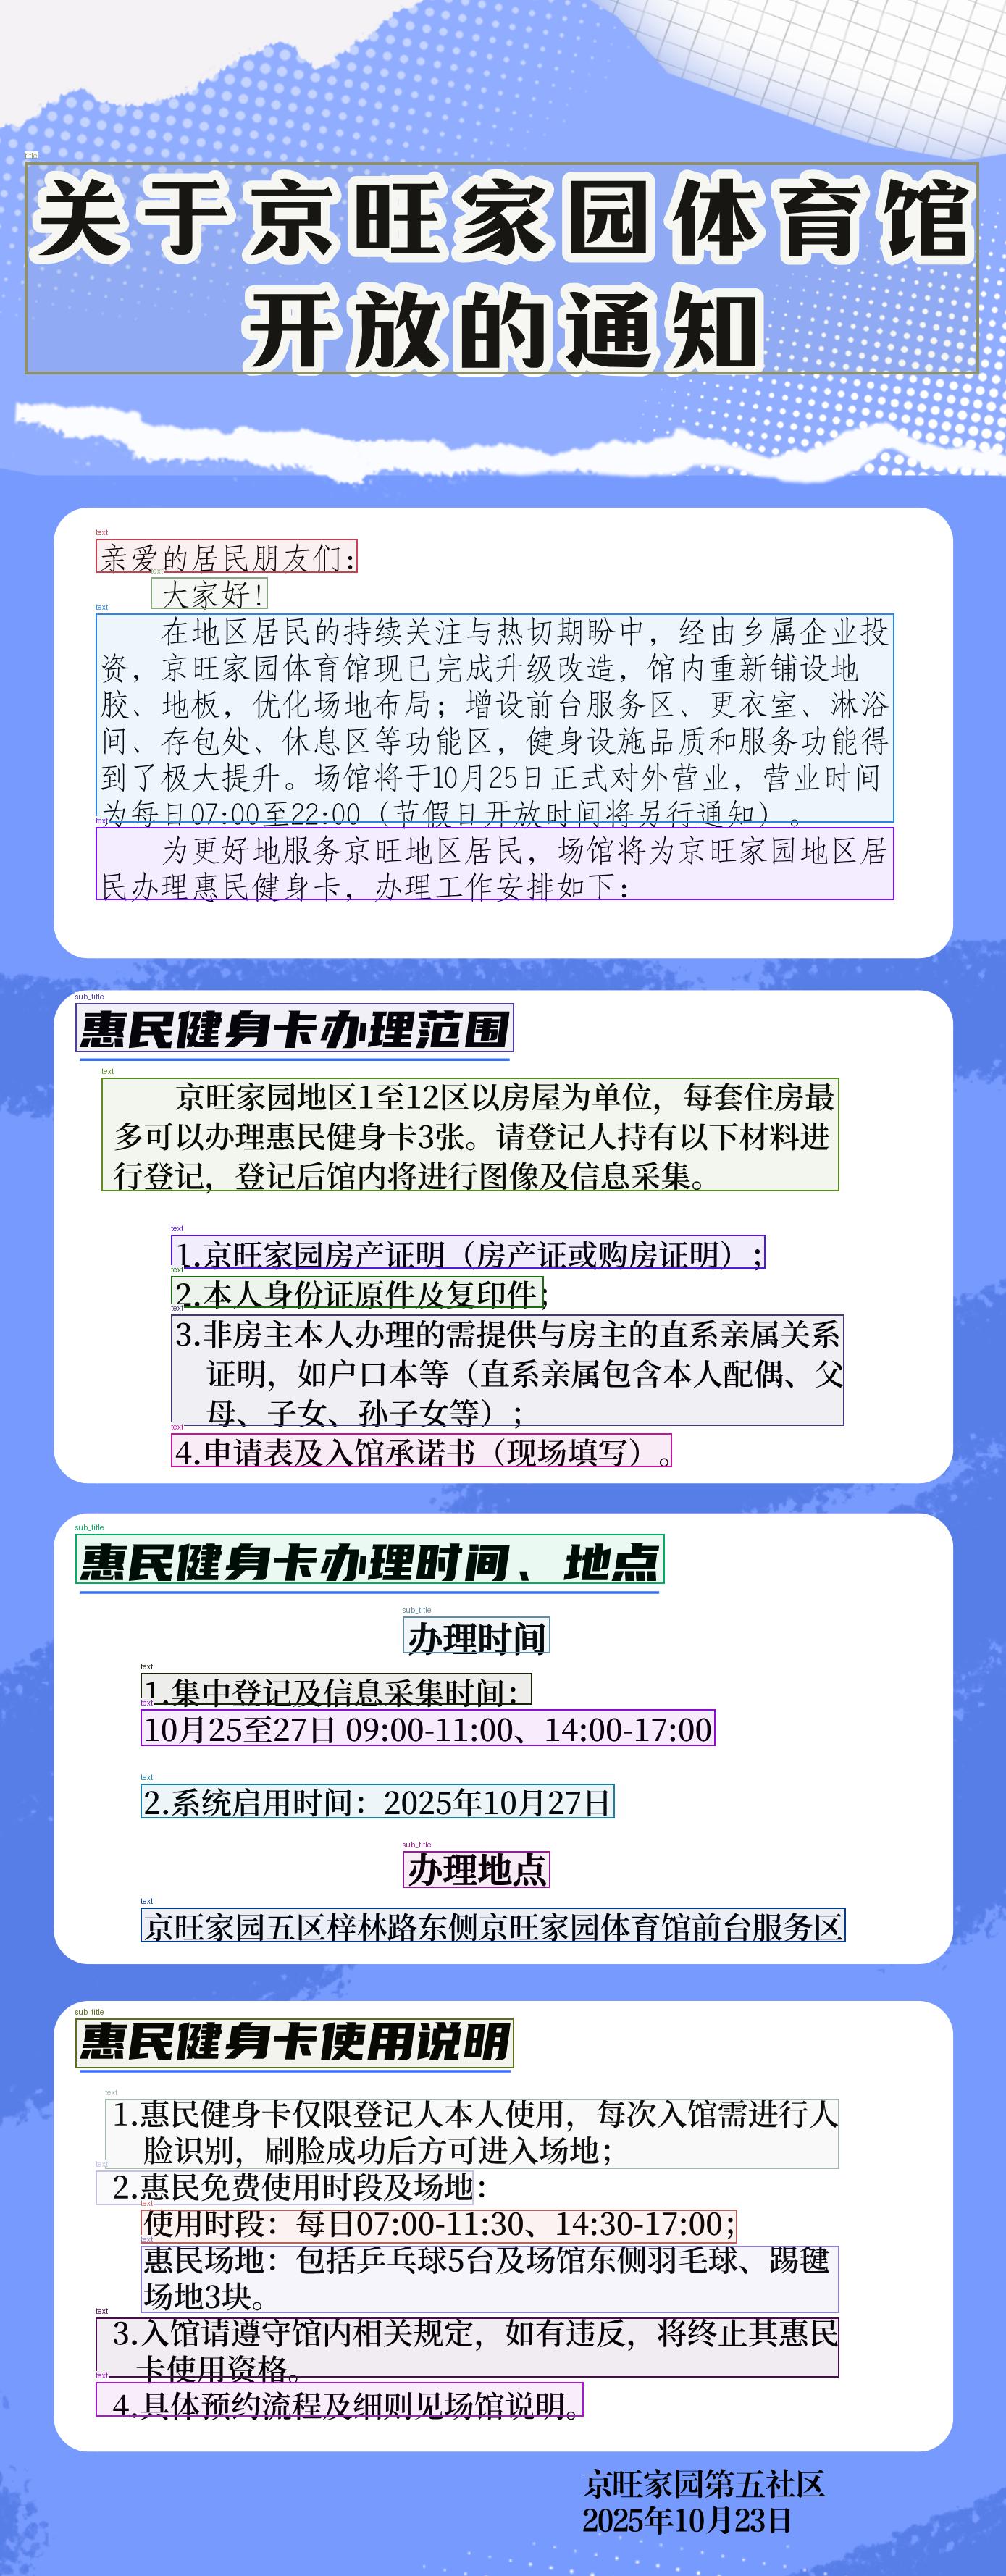 title
关于京旺家园体育馆
开放的通知
text
亲爱的居民朋友们：
text
大家好！
text
在地区居民的持续关注与热切期盼中，经由乡属企业投
资，京旺家园体育馆现已完成升级改造，馆内重新铺设地
胶、地板，优化场地布局；增设前台服务区、更衣室、淋浴
间、存包处、休息区等功能区，健身设施品质和服务功能得
到了极大提升。场馆将于10月25日正式对外营业，营业时间
为每日07:00至22:00（节假日开放时间将另行通知）。
text
为更好地服务京旺地区居民，场馆将为京旺家园地区居
民办理惠民健身卡，办理工作安排如下：
sub_title
惠民健身卡办理范围
text
京旺家园地区1至12区以房屋为单位，每套住房最
多可以办理惠民健身卡3张。请登记人持有以下材料进
行登记，登记后馆内将进行图像及信息采集。
text
1.京旺家园房产证明（房产证或购房证明）；
text
2.本人身份证原件及复印件；
text
3.非房主本人办理的需提供与房主的直系亲属关系
证明，如户口本等（直系亲属包含本人配偶、父
母、子女、孙子女等）；
text
4.申请表及入馆承诺书（现场填写）。
sub_title
惠民健身卡办理时间、地点
sub_title
办理时间
text
1.集中登记及信息采集时间：
text
10月25至27日 09:00-11:00、14:00-17:00
text
2.系统启用时间：2025年10月27日
sub_title
办理地点
text
京旺家园五区梓林路东侧京旺家园体育馆前台服务区
sub_title
惠民健身卡使用说明
text
1.惠民健身卡仅限登记人本人使用，每次入馆需进行人
脸识别，刷脸成功后方可进入场地；
text
2.惠民免费使用时段及场地：
text
使用时段：每日07:00-11:30、14:30-17:00；
text
惠民场地：包括乒乓球5台及场馆东侧羽毛球、踢毽
场地3块。
text
3.入馆请遵守馆内相关规定，如有违反，将终止其惠民
卡使用资格。
text
4.具体预约流程及细则见场馆说明。
京旺家园第五社区
2025年10月23日